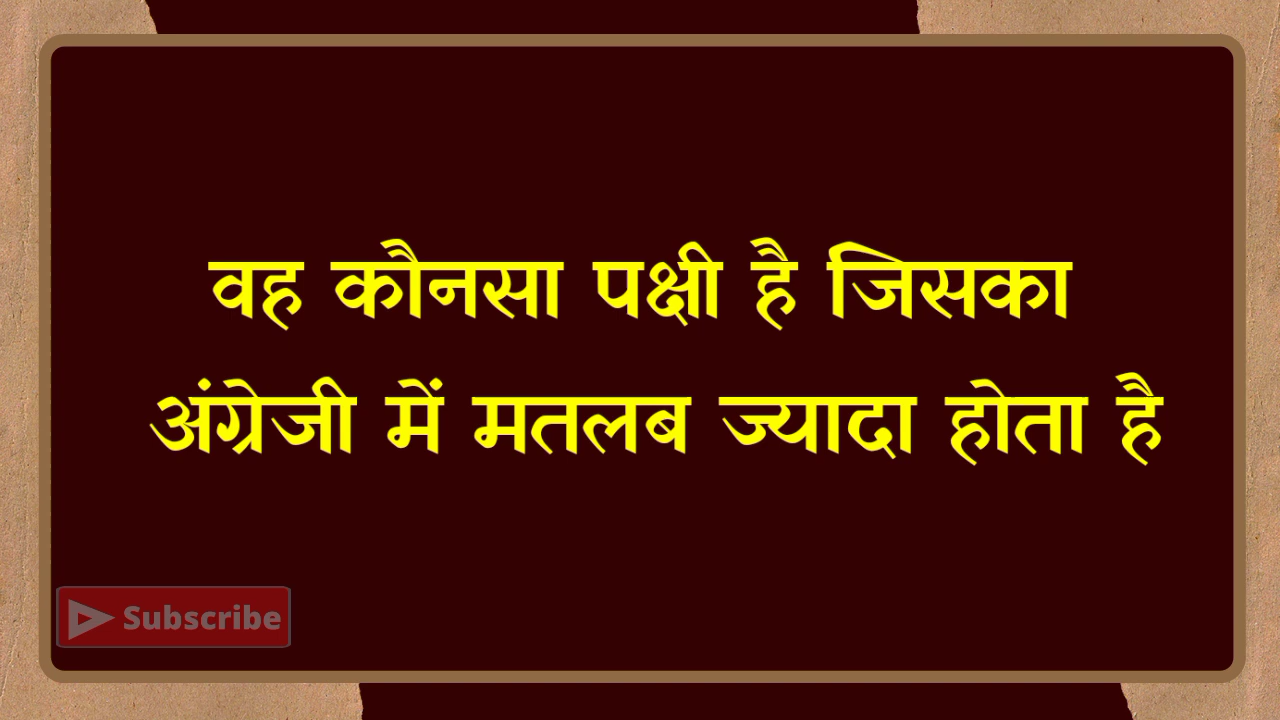 वह कौनसा पक्षी है जिसका
अंग्रेजी में मतलब ज्यादा होता है
Subscribe